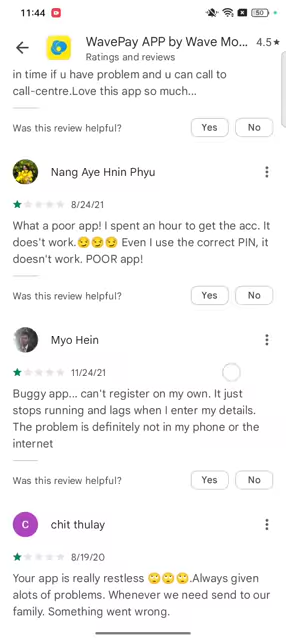 11:44
50
WavePay APP by Wave Mo... 4.5★
Ratings and reviews
in time if u have problem and u can call to
call-centre.Love this app so much...
Was this review helpful? Yes No
Nang Aye Hnin Phyu
8/24/21
What a poor app! I spent an hour to get the acc. It
does't work.😏😏😏 Even I use the correct PIN, it
doesn't work. POOR app!
Was this review helpful? Yes No
Myo Hein
11/24/21
Buggy app... can't register on my own. It just
stops running and lags when I enter my details.
The problem is definitely not in my phone or the
internet
Was this review helpful? Yes No
c chit thulay
8/19/20
Your app is really restless 🙄🙄🙄.Always given
alots of problems. Whenever we need send to our
family. Something went wrong.